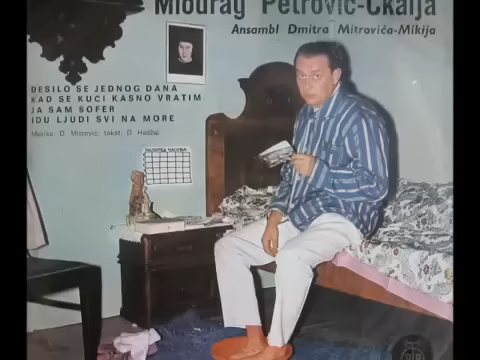 Miodrag Petrović-Čkalja
Ansambl Dmitra Mitrovića-Mikija
DESILO SE JEDNOG DANA
KAD SE KUĆI KASNO VRATIM
JA SAM ŠOFER
IDU LJUDI SVI NA MORE
Muzika: D. Mitrović; tekst: D. Hadžić